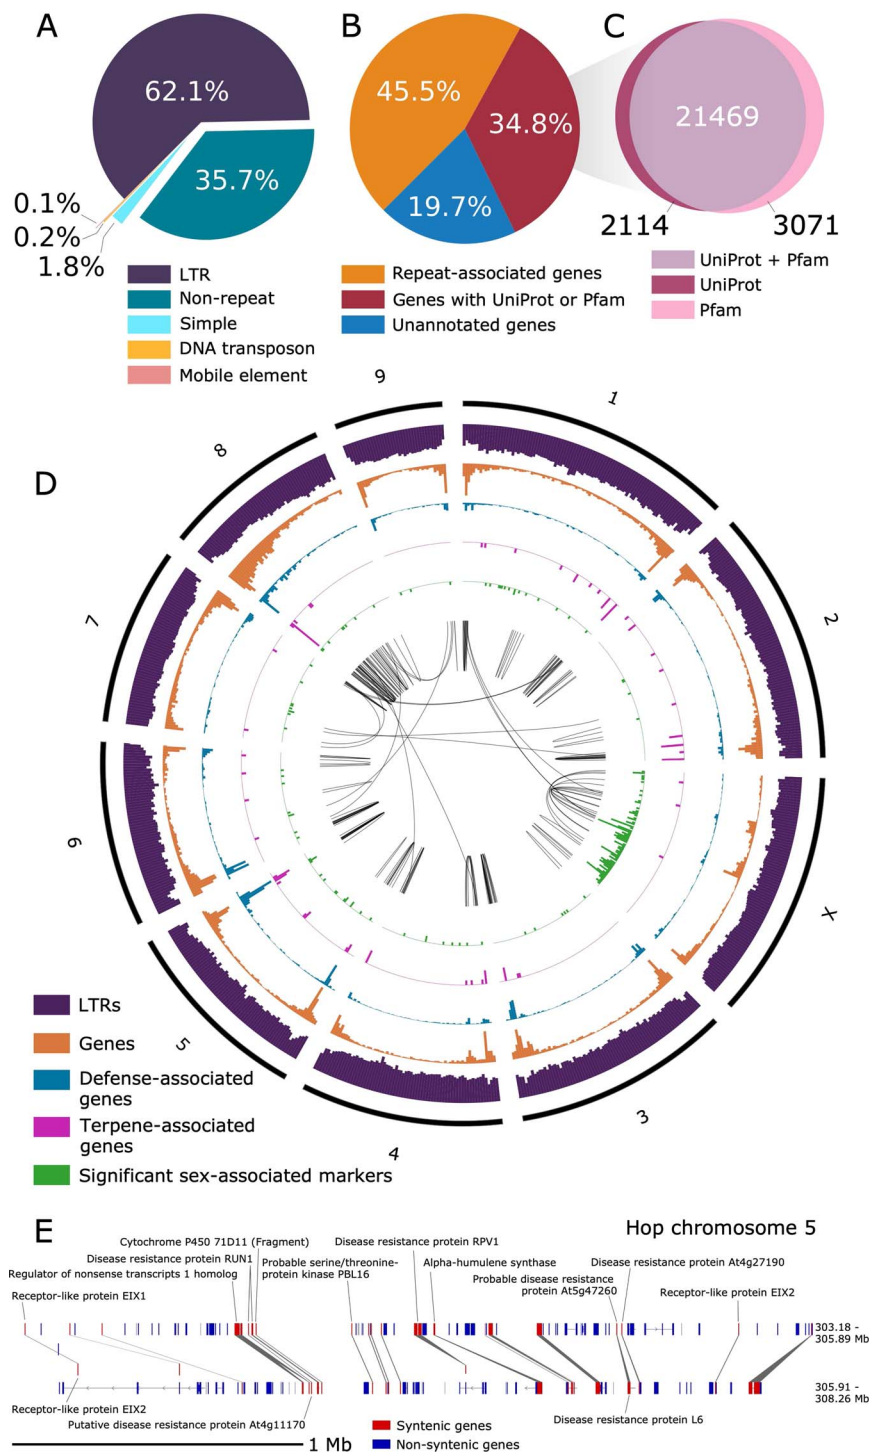 A
B
C
62.1%
35.7%
0.1%
0.2%
1.8%
45.5%
34.8%
19.7%
21469
2114
3071
LTR
Non-repeat
Simple
DNA transposon
Mobile element
Repeat-associated genes
Genes with UniProt or Pfam
Unannotated genes
UniProt + Pfam
UniProt
Pfam
D
1
2
X
3
4
5
6
7
8
9
LTRs
Genes
Defense-associated
genes
Terpene-associated
genes
Significant sex-associated markers
E
Hop chromosome 5
Cytochrome P450 71D11 (Fragment)
Disease resistance protein RUN1
Regulator of nonsense transcripts 1 homolog
Receptor-like protein EIX1
Probable serine/threonine-
protein kinase PBL16
Disease resistance protein RPV1
Alpha-humulene synthase
Probable disease resistance
protein At5g47260
Disease resistance protein At4g27190
Receptor-like protein EIX2
303.18 -
305.89 Mb
305.91 -
308.26 Mb
Receptor-like protein EIX2
Putative disease resistance protein At4g11170
Disease resistance protein L6
1 Mb
Syntenic genes
Non-syntenic genes